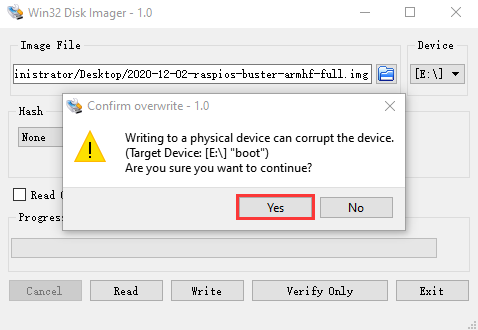 Win32 Disk Imager - 1.0
Image File
Device
inistrator/Desktop/2020-12-02-raspios-buster-armhf-full.img
[E:\]
Hash
None
Confirm overwrite - 1.0
Writing to a physical device can corrupt the device.
(Target Device: [E:\] "boot")
Are you sure you want to continue?
Yes
No
Read
Progres
Cancel
Read
Write
Verify Only
Exit